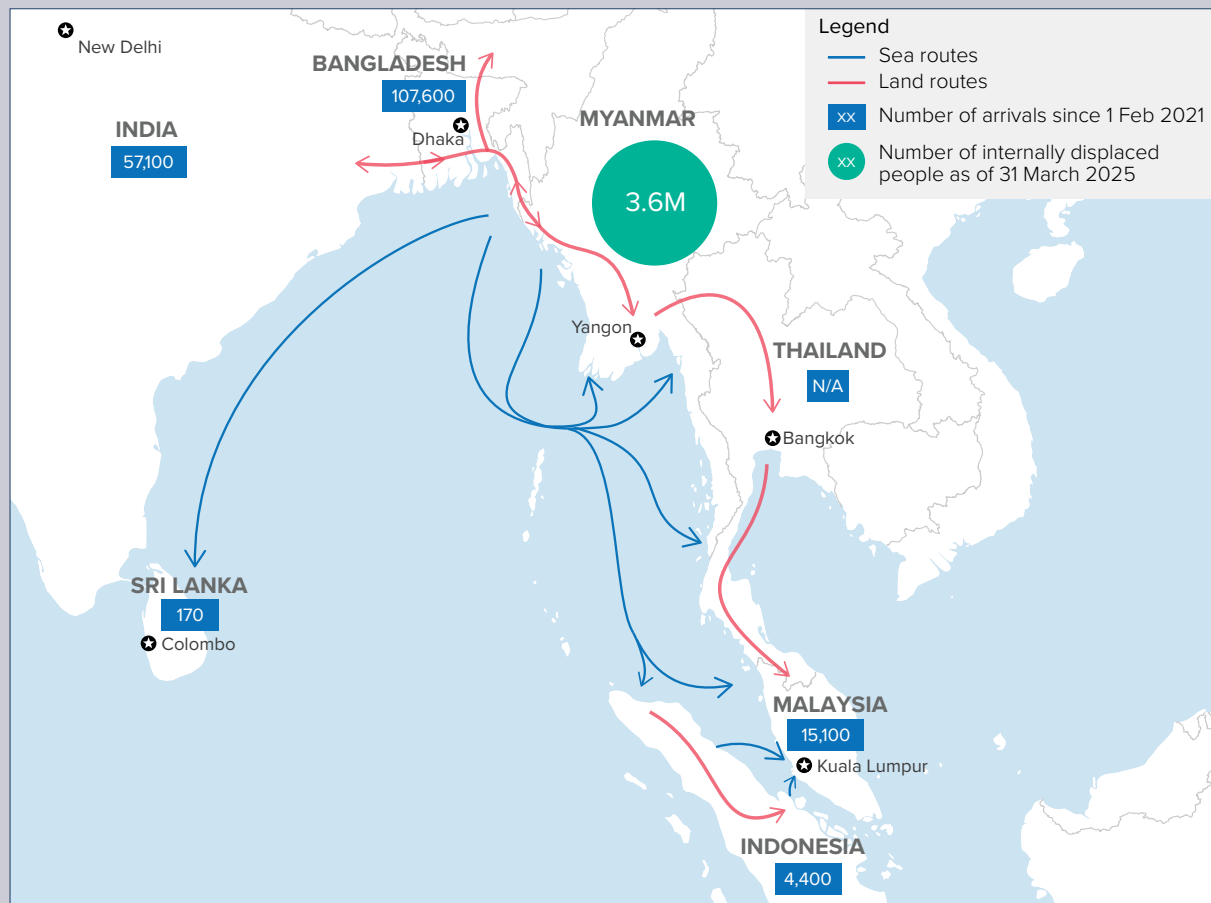 New Delhi
BANGLADESH
107,600
Dhaka
INDIA
57,100
MYANMAR
3.6M
Legend
Sea routes
Land routes
xx Number of arrivals since 1 Feb 2021
xx Number of internally displaced
people as of 31 March 2025
Yangon
THAILAND
N/A
Bangkok
SRI LANKA
170
Colombo
MALAYSIA
15,100
Kuala Lumpur
INDONESIA
4,400